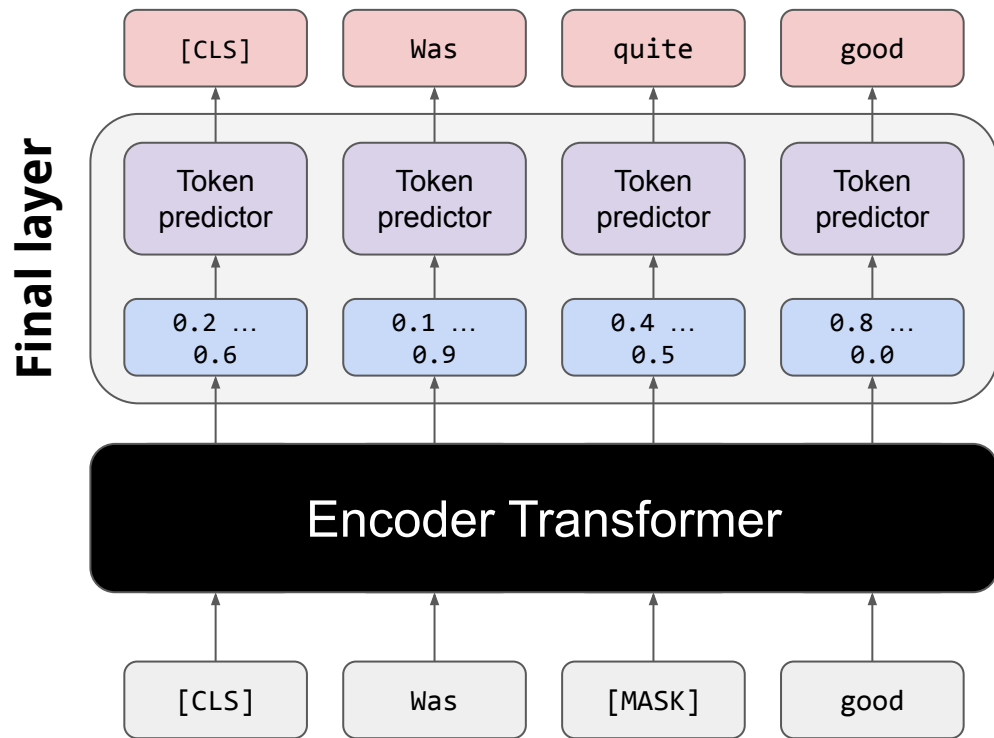 [CLS]
Was
quite
good
Final layer
Token
predictor
Token
predictor
Token
predictor
Token
predictor
0.2 …
0.6
0.1 …
0.9
0.4 …
0.5
0.8 …
0.0
Encoder Transformer
[CLS]
Was
[MASK]
good